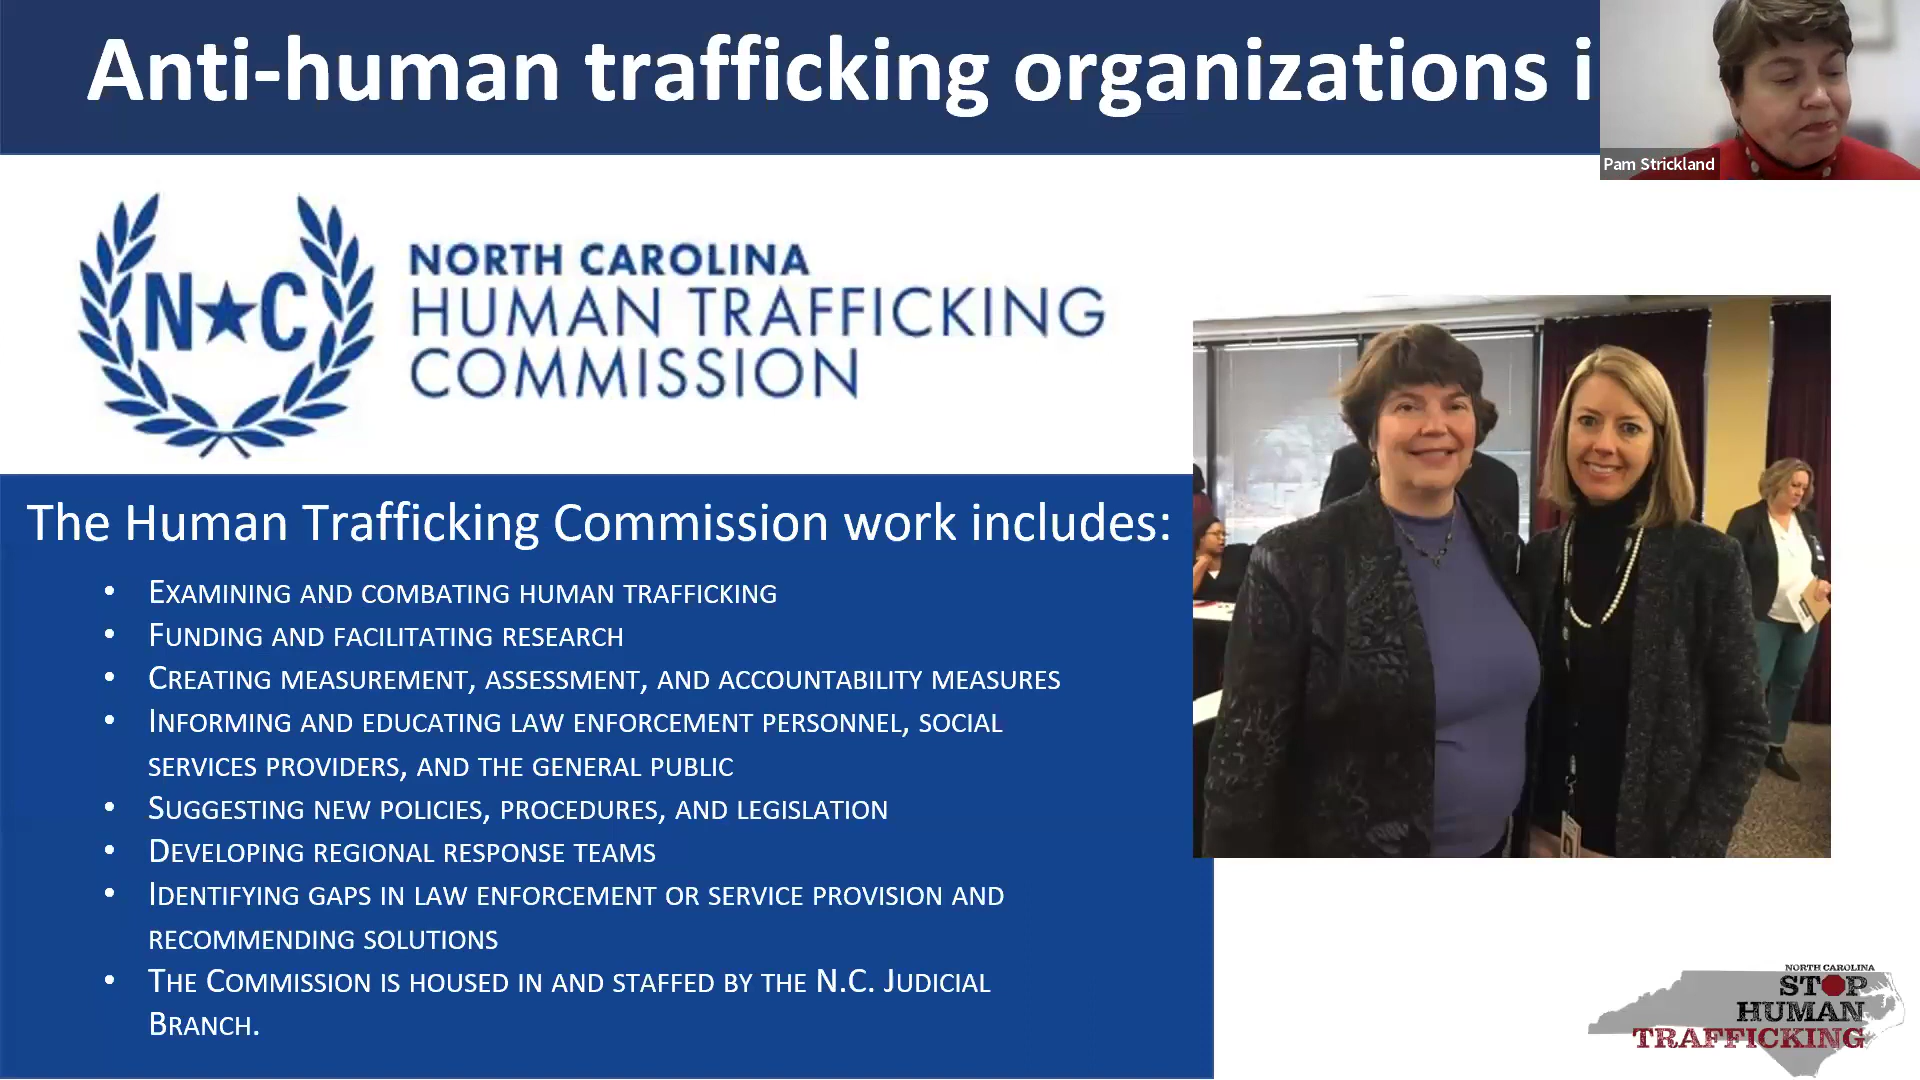 Anti-human trafficking organizations i
Pam Strickland
N★C
NORTH CAROLINA
HUMAN TRAFFICKING
COMMISSION
The Human Trafficking Commission work includes:
• EXAMINING AND COMBATING HUMAN TRAFFICKING
• FUNDING AND FACILITATING RESEARCH
• CREATING MEASUREMENT, ASSESSMENT, AND ACCOUNTABILITY MEASURES
• INFORMING AND EDUCATING LAW ENFORCEMENT PERSONNEL, SOCIAL
SERVICES PROVIDERS, AND THE GENERAL PUBLIC
• SUGGESTING NEW POLICIES, PROCEDURES, AND LEGISLATION
• DEVELOPING REGIONAL RESPONSE TEAMS
• IDENTIFYING GAPS IN LAW ENFORCEMENT OR SERVICE PROVISION AND
RECOMMENDING SOLUTIONS
• THE COMMISSION IS HOUSED IN AND STAFFED BY THE N.C. JUDICIAL
BRANCH.
NORTH CAROLINA
STOP
HUMAN
TRAFFICKING